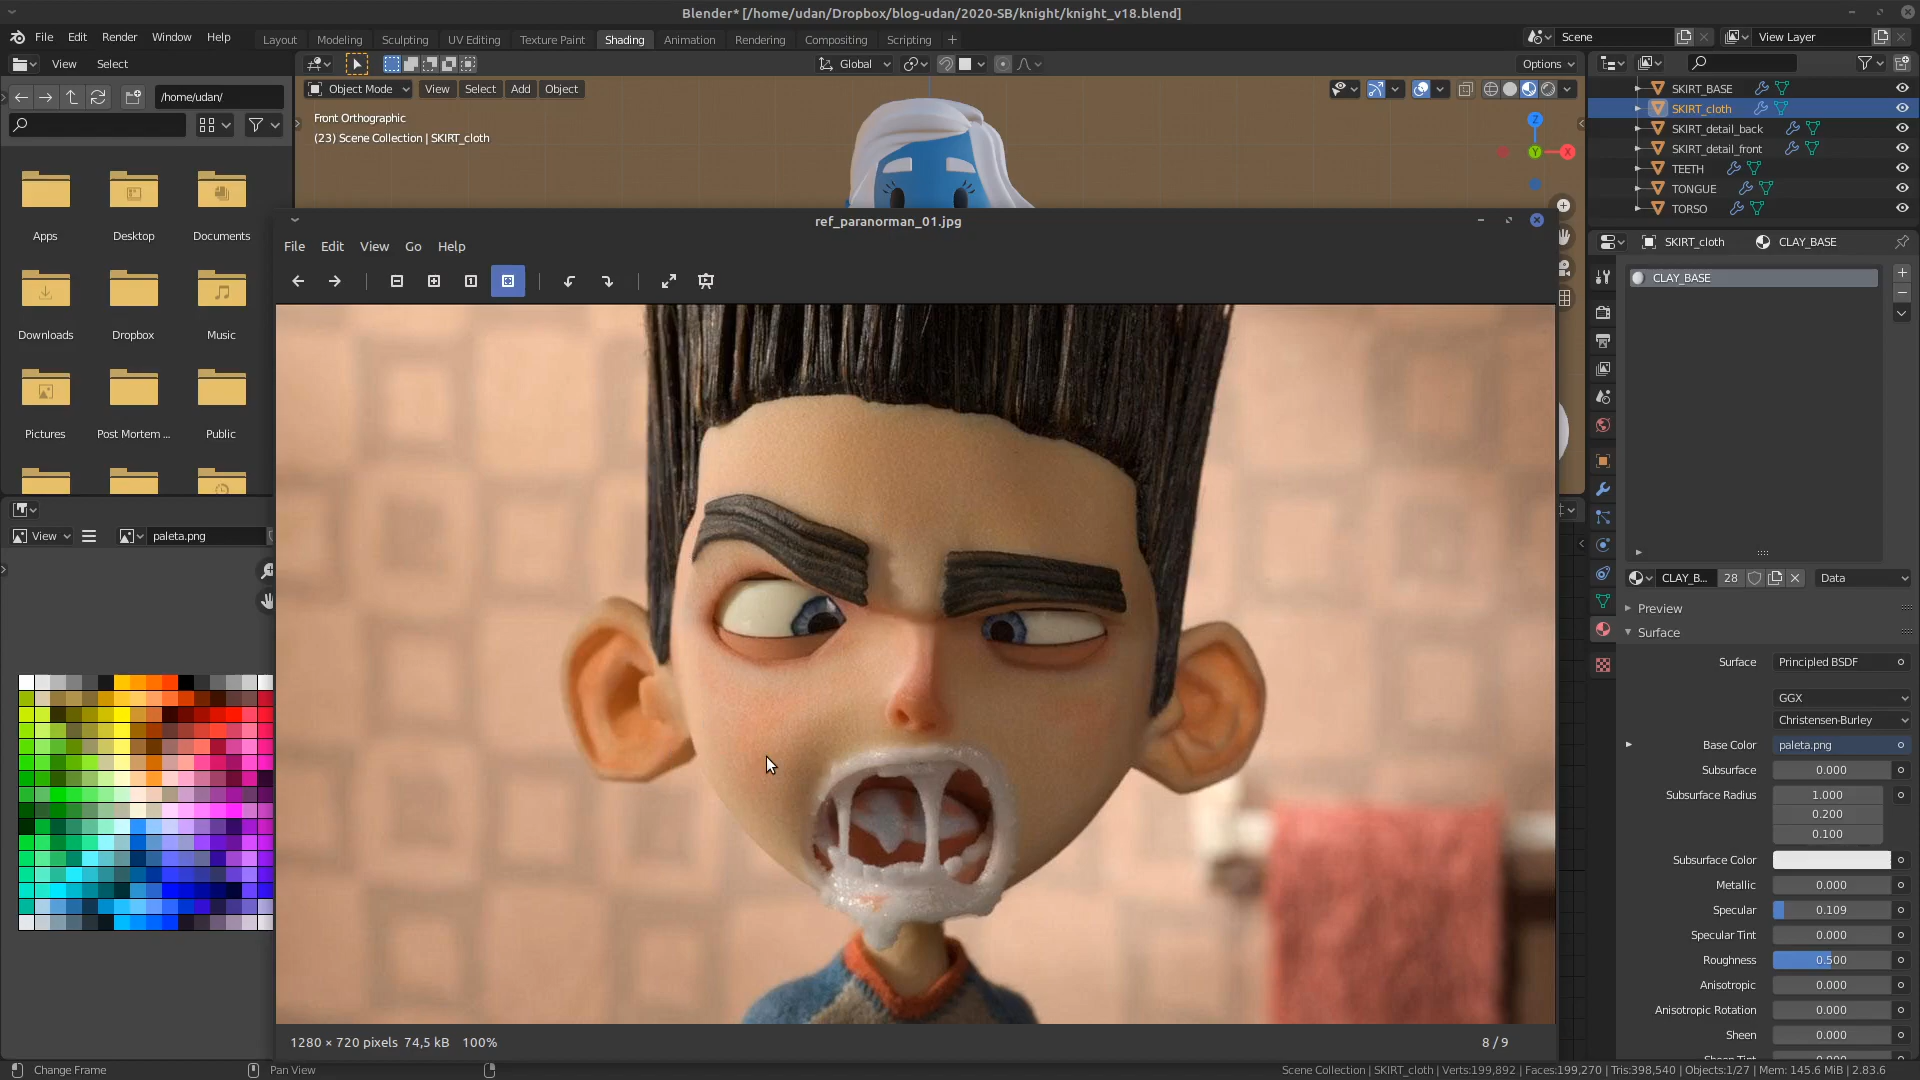 Blender* [/home/udan/Dropbox/blog-udan/2020-SB/knight/knight_v18.blend]
File Edit Render Window Help
Layout Modeling Sculpting UV Editing Texture Paint Shading Animation Rendering Compositing Scripting
Scene
View Layer
View Select
Global
Options
/home/udan/
Object Mode View Select Add Object
Front Orthographic
(23) Scene Collection | SKIRT_cloth
Z
Y
X
SKIRT_BASE
SKIRT_cloth
SKIRT_detail_back
SKIRT_detail_front
TEETH
TONGUE
TORSO
Apps Desktop Documents
Downloads Dropbox Music
Pictures Post Mortem ... Public
ref_paranorman_01.jpg
File Edit View Go Help
SKIRT_cloth CLAY_BASE
CLAY_BASE
View paleta.png
CLAY_B... 28 Data
Preview
Surface
Surface Principled BSDF
GGX
Christensen-Burley
Base Color paleta.png
Subsurface 0.000
Subsurface Radius 1.000
0.200
0.100
Subsurface Color
Metallic 0.000
Specular 0.109
Specular Tint 0.000
Roughness 0.500
Anisotropic 0.000
Anisotropic Rotation 0.000
Sheen 0.000
1280 × 720 pixels 74,5 kB 100%
8 / 9
Change Frame
Pan View
Scene Collection | SKIRT_cloth | Verts:199,892 | Faces:199,270 | Tris:398,540 | Objects:1/27 | Mem: 145.6 MiB | 2.83.6